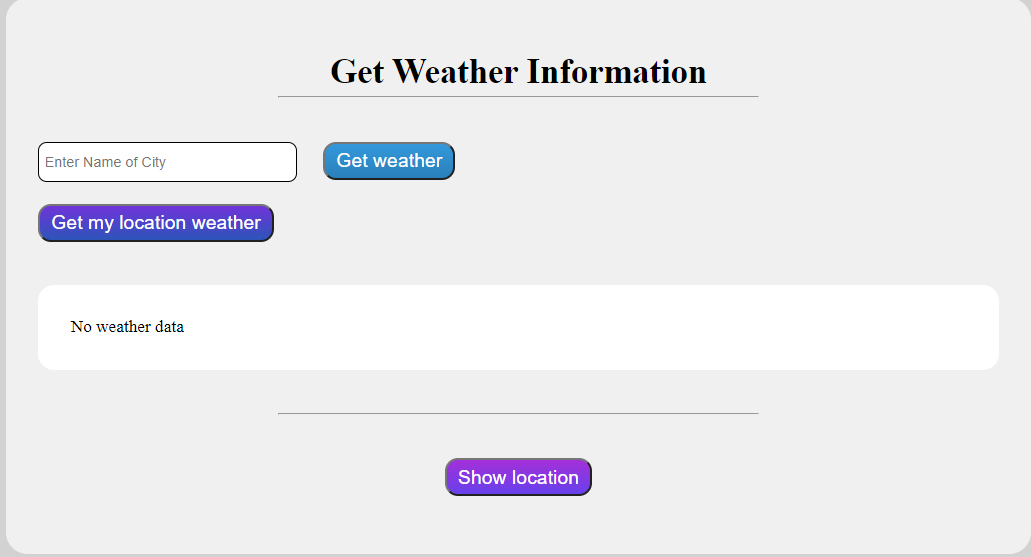 Get Weather Information
Enter Name of City
Get weather
Get my location weather
No weather data
Show location